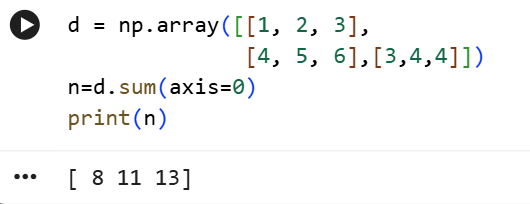 d = np.array([[1, 2, 3],
[4, 5, 6],[3,4,4]])
n=d.sum(axis=0)
print(n)
[ 8 11 13]